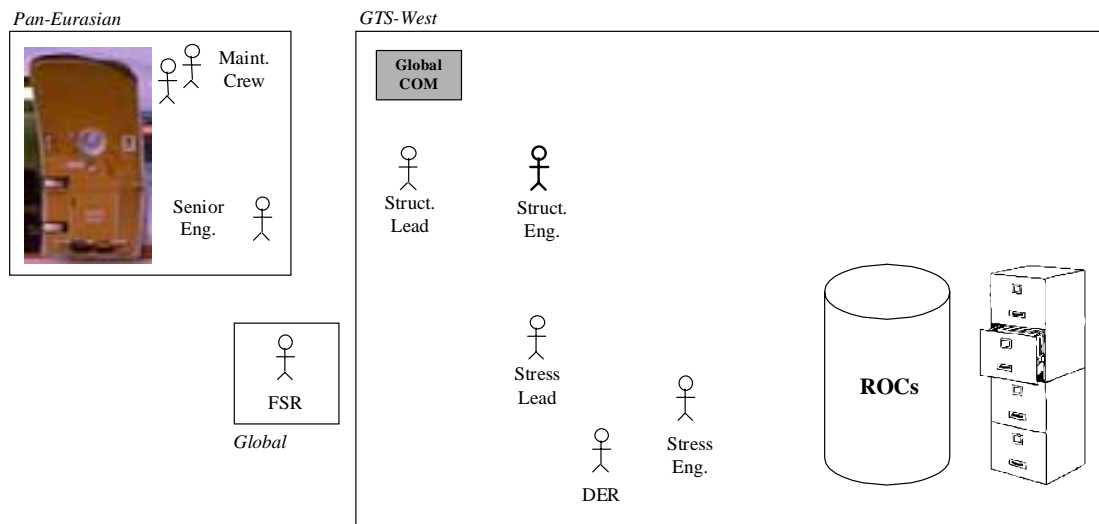 Pan-Eurasian
GTS-West
Maint.
Crew
Global
COM
Senior
Eng.
Struct.
Lead
Struct.
Eng.
FSR
Global
Stress
Lead
Stress
Eng.
DER
ROCs